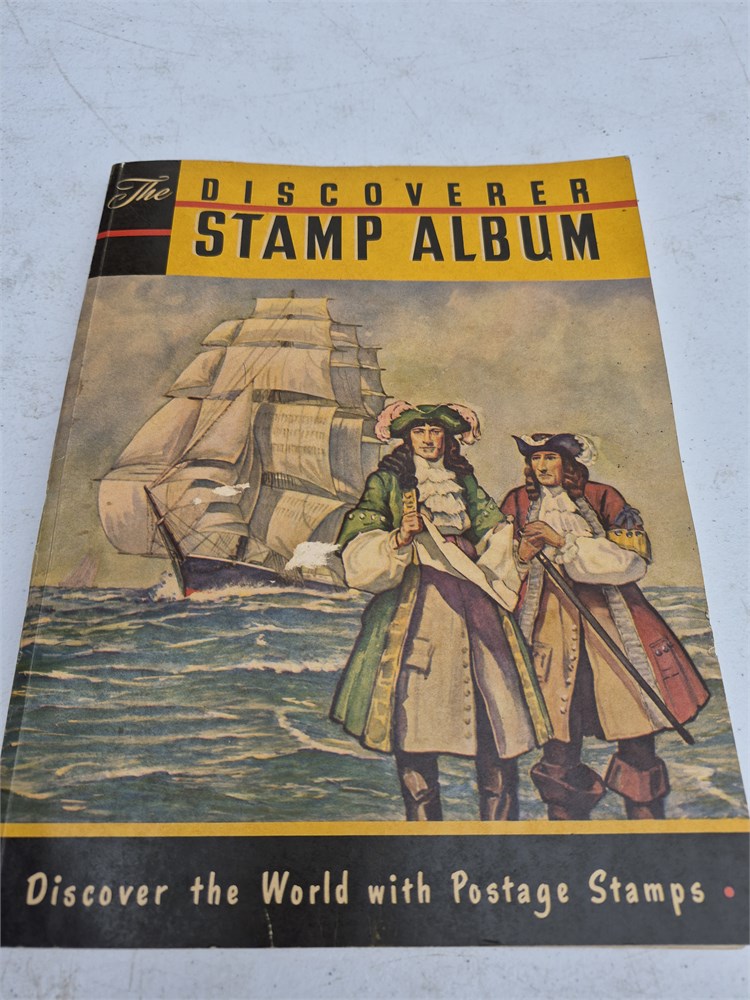 The DISCOVERER
STAMP ALBUM
Discover the World with Postage Stamps •